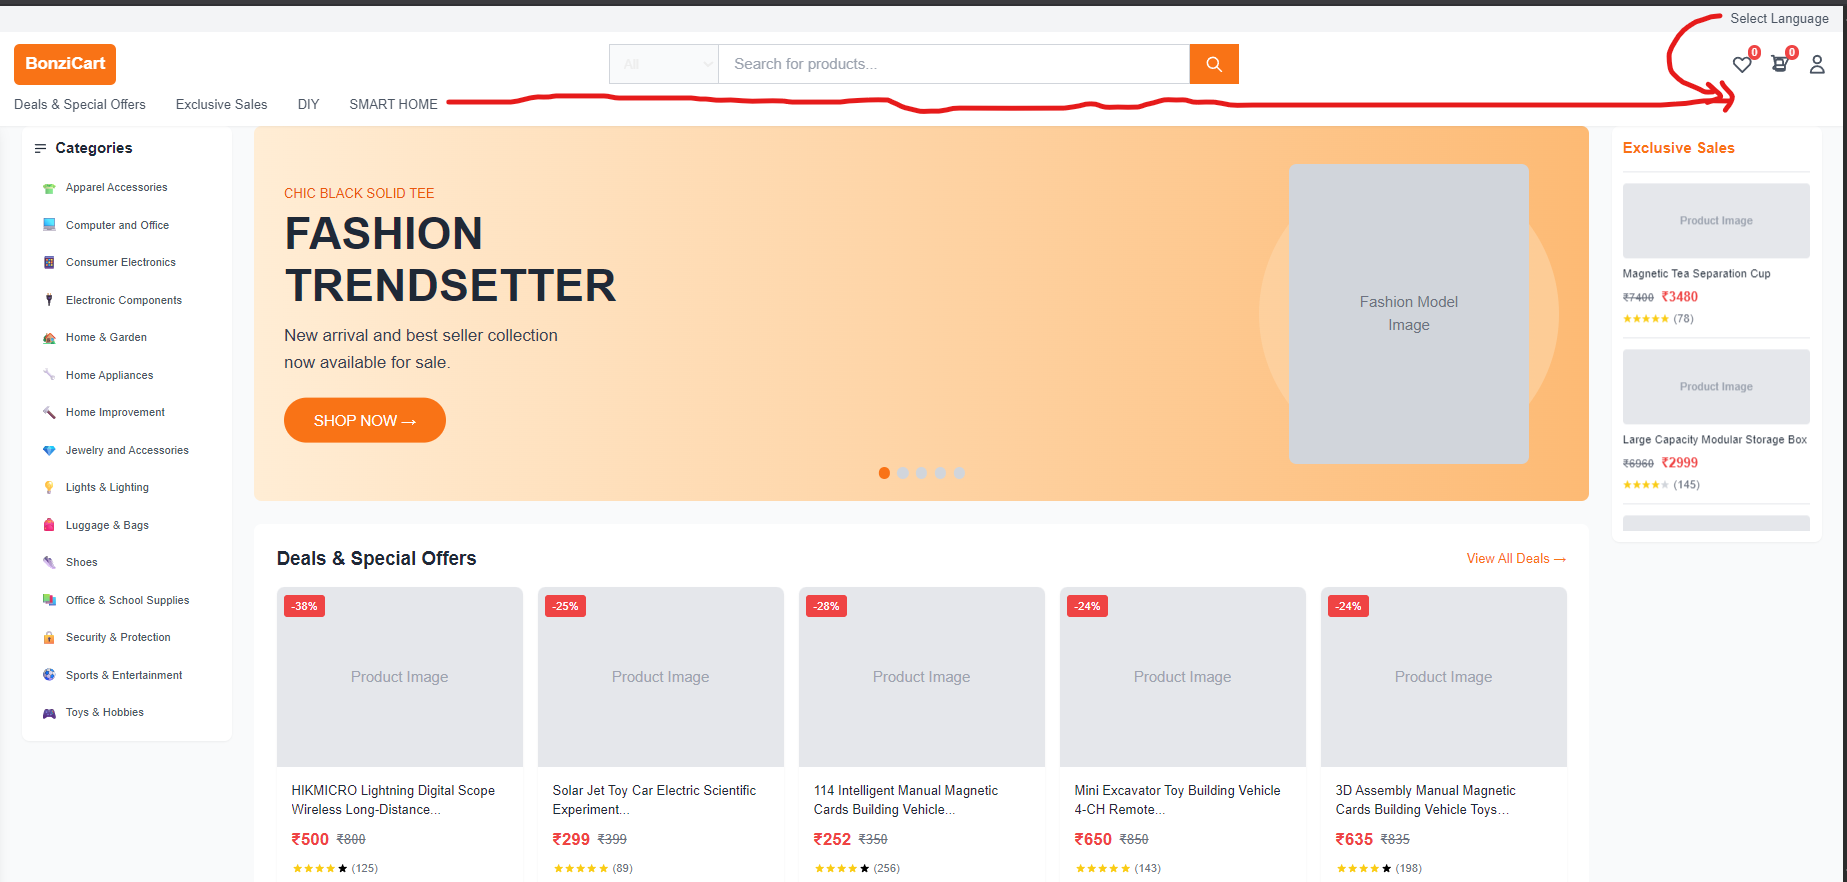 Select Language
BonziCart
All
Search for products...
0
0
Deals & Special Offers
Exclusive Sales
DIY
SMART HOME
Categories
Apparel Accessories
Computer and Office
Consumer Electronics
Electronic Components
Home & Garden
Home Appliances
Home Improvement
Jewelry and Accessories
Lights & Lighting
Luggage & Bags
Shoes
Office & School Supplies
Security & Protection
Sports & Entertainment
Toys & Hobbies
CHIC BLACK SOLID TEE
FASHION
TRENDSETTER
New arrival and best seller collection
now available for sale.
SHOP NOW →
Fashion Model
Image
Exclusive Sales
Product Image
Magnetic Tea Separation Cup
₹7400 ₹3480
★★★★★ (78)
Product Image
Large Capacity Modular Storage Box
₹6960 ₹2999
★★★★★ (145)
Deals & Special Offers
View All Deals →
-38%
Product Image
HIKMICRO Lightning Digital Scope
Wireless Long-Distance...
₹500 ₹800
★★★★★ (125)
-25%
Product Image
Solar Jet Toy Car Electric Scientific
Experiment...
₹299 ₹399
★★★★★ (89)
-28%
Product Image
114 Intelligent Manual Magnetic
Cards Building Vehicle...
₹252 ₹350
★★★★★ (256)
-24%
Product Image
Mini Excavator Toy Building Vehicle
4-CH Remote...
₹650 ₹850
★★★★★ (143)
-24%
Product Image
3D Assembly Manual Magnetic
Cards Building Vehicle Toys...
₹635 ₹835
★★★★★ (198)